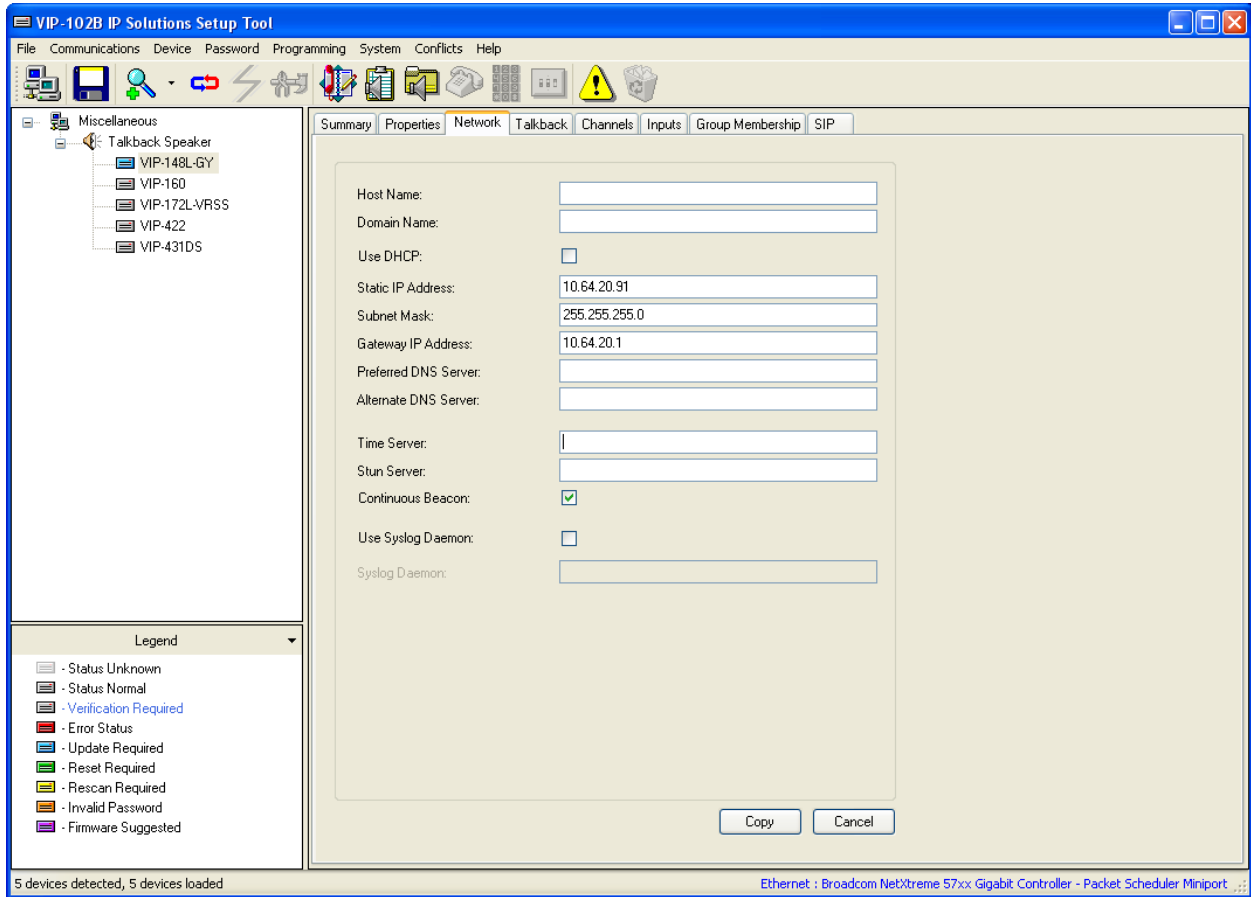 VIP-102B IP Solutions Setup Tool
File Communications Device Password Programming System Conflicts Help
Miscellaneous
Talkback Speaker
VIP-148L-GY
VIP-160
VIP-172L-VRSS
VIP-422
VIP-431DS
Summary Properties Network Talkback Channels Inputs Group Membership SIP
Host Name:
Domain Name:
Use DHCP:
Static IP Address: 10.64.20.91
Subnet Mask: 255.255.255.0
Gateway IP Address: 10.64.20.1
Preferred DNS Server:
Alternate DNS Server:
Time Server:
Stun Server:
Continuous Beacon:
Use Syslog Daemon:
Syslog Daemon:
Copy Cancel
Legend
- Status Unknown
- Status Normal
- Verification Required
- Error Status
- Update Required
- Reset Required
- Rescan Required
- Invalid Password
- Firmware Suggested
5 devices detected, 5 devices loaded Ethernet : Broadcom NetXtreme 57xx Gigabit Controller - Packet Scheduler Miniport